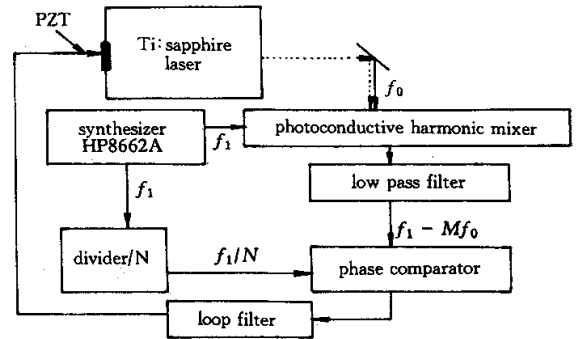 PZT
Ti: sapphire
laser
f₀
synthesizer
HP8662A
f₁
photoconductive harmonic mixer
low pass filter
f₁
f₁ − Mf₀
divider/N
f₁/N
phase comparator
loop filter